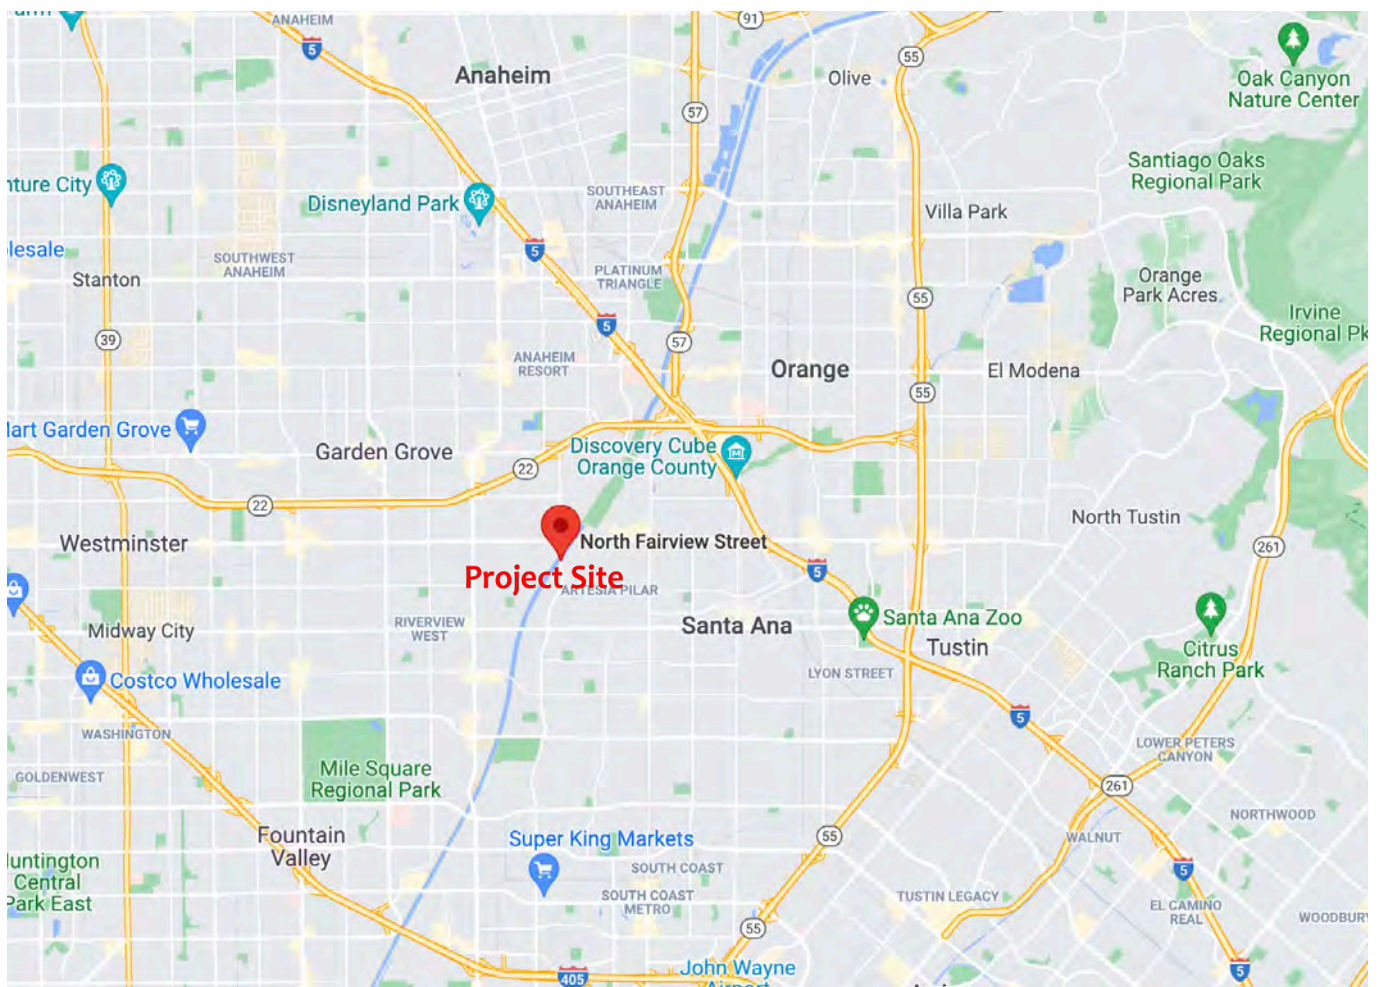 ANAHEIM
91
5
Anaheim
55
Olive
Oak Canyon
Nature Center
57
Santiago Oaks
Regional Park
nture City
Disneyland Park
SOUTHEAST
ANAHEIM
Villa Park
olesale
SOUTHWEST
ANAHEIM
5
PLATINUM
TRIANGLE
Stanton
Orange
Park Acres
55
Irvine
Regional Pk
5
39
57
ANAHEIM
RESORT
Orange
El Modena
55
Mart Garden Grove
Garden Grove
Discovery Cube
Orange County
22
22
North Tustin
Westminster
North Fairview Street
261
Project Site
5
ARTESIA PILAR
Midway City
RIVERVIEW
WEST
Santa Ana
Santa Ana Zoo
Tustin
Citrus
Ranch Park
Costco Wholesale
LYON STREET
5
WASHINGTON
LOWER PETERS
CANYON
GOLDENWEST
Mile Square
Regional Park
261
NORTHWOOD
Fountain
Valley
Super King Markets
55
WALNUT
Huntington
Central
Park East
SOUTH COAST
5
SOUTH COAST
METRO
TUSTIN LEGACY
EL CAMINO
REAL
WOODBURY
55
John Wayne
Airport
405
5